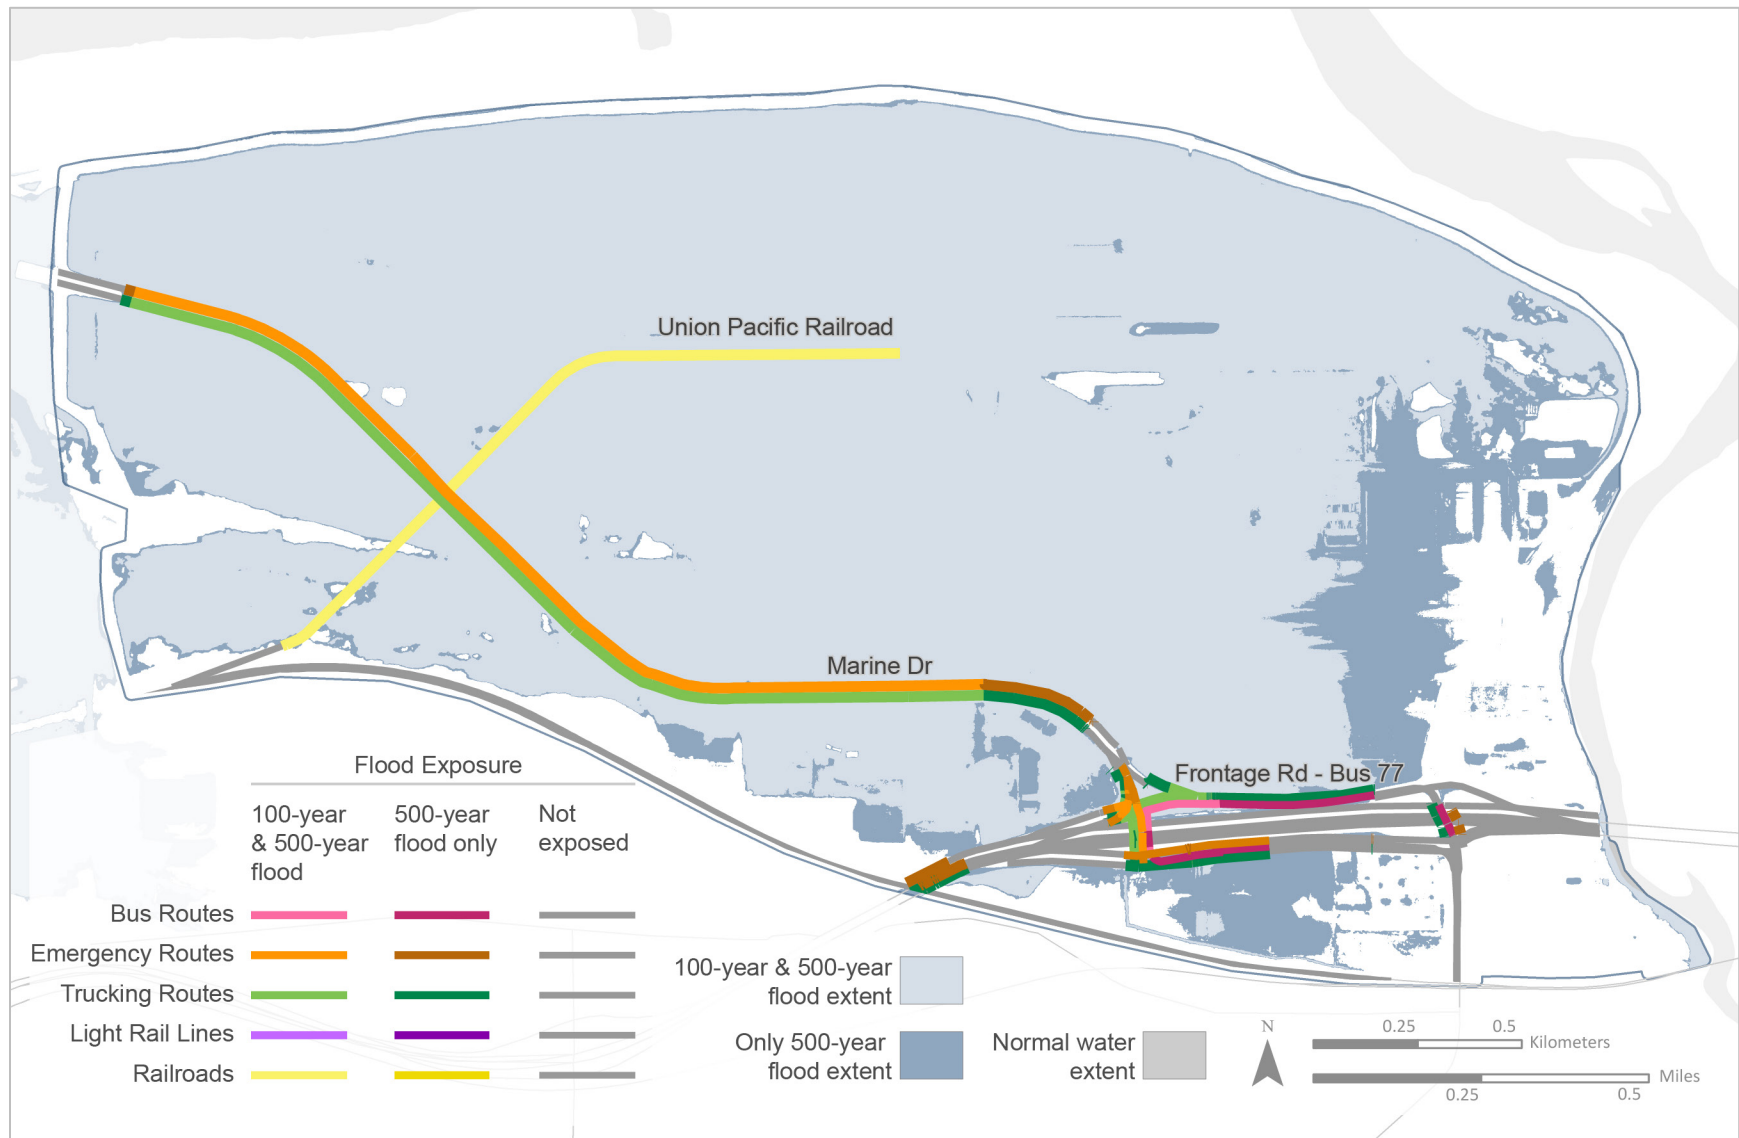 Union Pacific Railroad
Marine Dr
Frontage Rd - Bus 77
Flood Exposure
100-year
& 500-year
flood
500-year
flood only
Not
exposed
Bus Routes
Emergency Routes
Trucking Routes
Light Rail Lines
Railroads
100-year & 500-year
flood extent
Only 500-year
flood extent
Normal water
extent
N
0.25 0.5
Kilometers
Miles
0.25 0.5